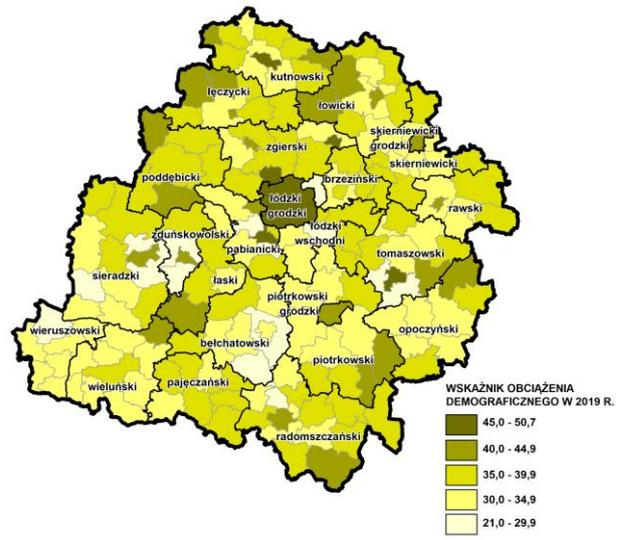 kutnowski
łęczycki
łowicki
skierniewicki
grodzki
skierniewicki
zgierski
brzeziński
poddębicki
łódzki
grodzki
rawski
łódzki
wschodni
zduńskowolski
pabianicki
tomaszowski
sieradzki
łaski
piotrkowski
grodzki
wieruszowski
bełchatowski
opoczyński
piotrkowski
wieluński
pajęczański
radomszczański
WSKAŹNIK OBCIĄŻENIA
DEMOGRAFICZNEGO W 2019 R.
45,0 - 50,7
40,0 - 44,9
35,0 - 39,9
30,0 - 34,9
21,0 - 29,9